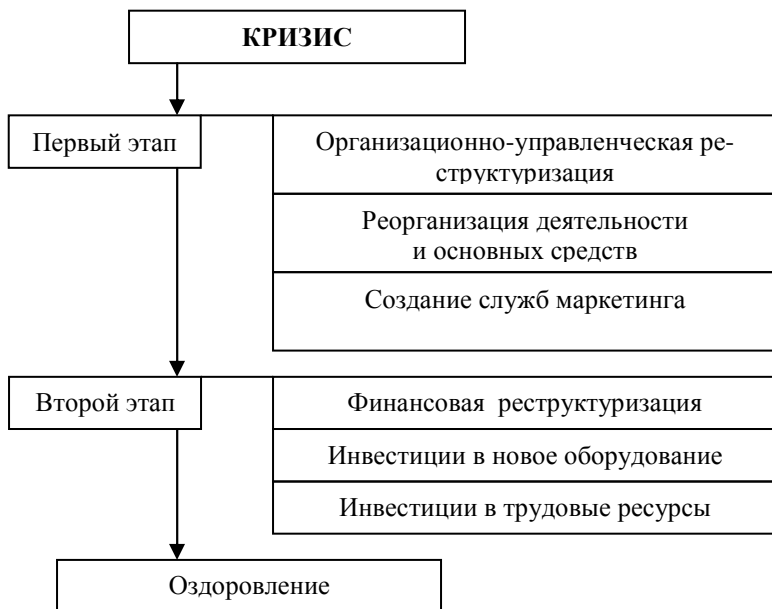 КРИЗИС
Первый этап
Организационно-управленческая ре-
структуризация
Реорганизация деятельности
и основных средств
Создание служб маркетинга
Второй этап
Финансовая реструктуризация
Инвестиции в новое оборудование
Инвестиции в трудовые ресурсы
Оздоровление